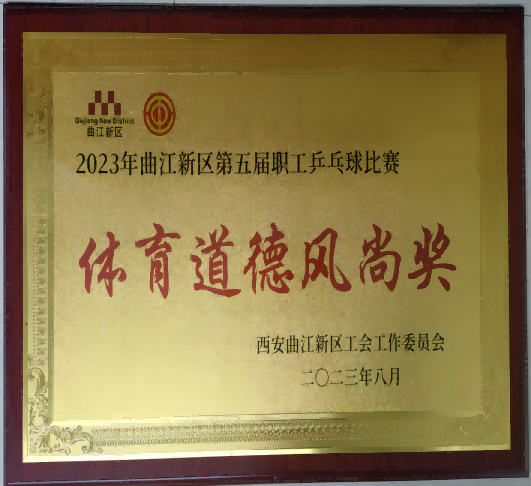 Qujiang New District
曲江新区
2023年曲江新区第五届职工乒乓球比赛
体育道德风尚奖
西安曲江新区工会工作委员会
二〇二三年八月